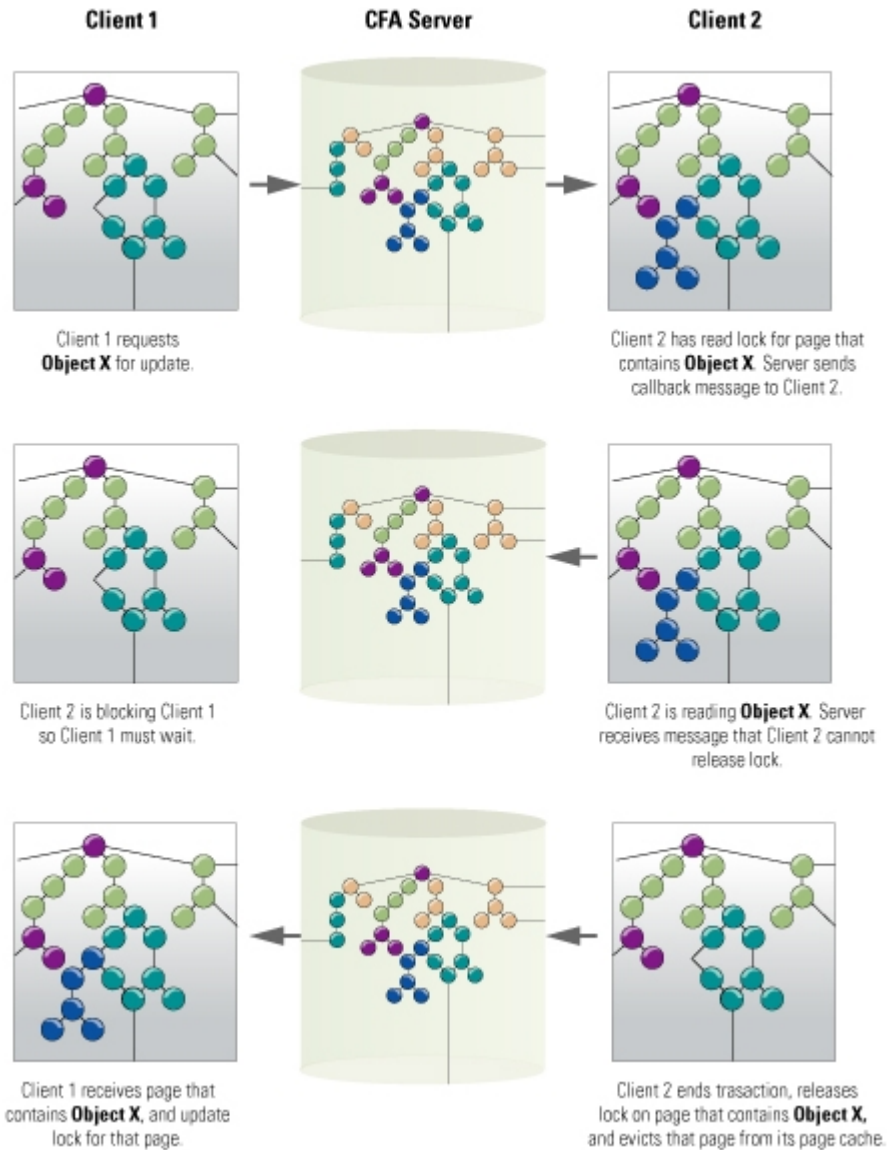 Client 1
CFA Server
Client 2
Client 1 requests
Object X for update.
Client 2 has read lock for page that
contains Object X. Server sends
callback message to Client 2.
Client 2 is blocking Client 1
so Client 1 must wait.
Client 2 is reading Object X. Server
receives message that Client 2 cannot
release lock.
Client 1 receives page that
contains Object X, and update
lock for that page.
Client 2 ends trasaction, releases
lock on page that contains Object X,
and evicts that page from its page cache.